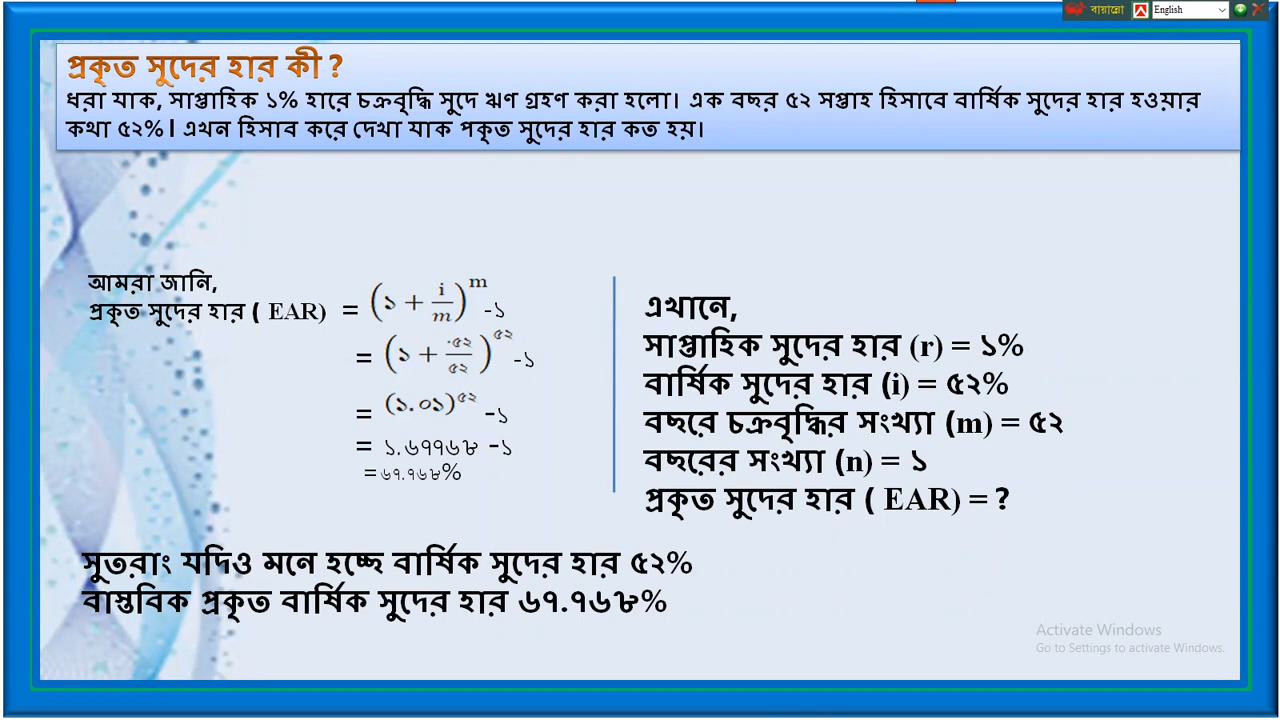 বায়ান্নো English
প্রকৃত সুদের হার কী ?
ধরা যাক, সাপ্তাহিক ১% হারে চক্রবৃদ্ধি সুদে ঋণ গ্রহণ করা হলো। এক বছর ৫২ সপ্তাহ হিসাবে বার্ষিক সুদের হার হওয়ার
কথা ৫২% l এখন হিসাব করে দেখা যাক পকৃত সুদের হার কত হয়।
আমরা জানি,
প্রকৃত সুদের হার ( EAR) = (১ + i/m)^m -১
= (১ + ·৫২/৫২)^৫২ -১
= (১.০১)^৫২ -১
= ১.৬৭৭৬৮ -১
= ৬৭.৭৬৮%
এখানে,
সাপ্তাহিক সুদের হার (r) = ১%
বার্ষিক সুদের হার (i) = ৫২%
বছরে চক্রবৃদ্ধির সংখ্যা (m) = ৫২
বছরের সংখ্যা (n) = ১
প্রকৃত সুদের হার ( EAR) = ?
সুতরাং যদিও মনে হচ্ছে বার্ষিক সুদের হার ৫২%
বাস্তবিক প্রকৃত বার্ষিক সুদের হার ৬৭.৭৬৮%
Activate Windows
Go to Settings to activate Windows.